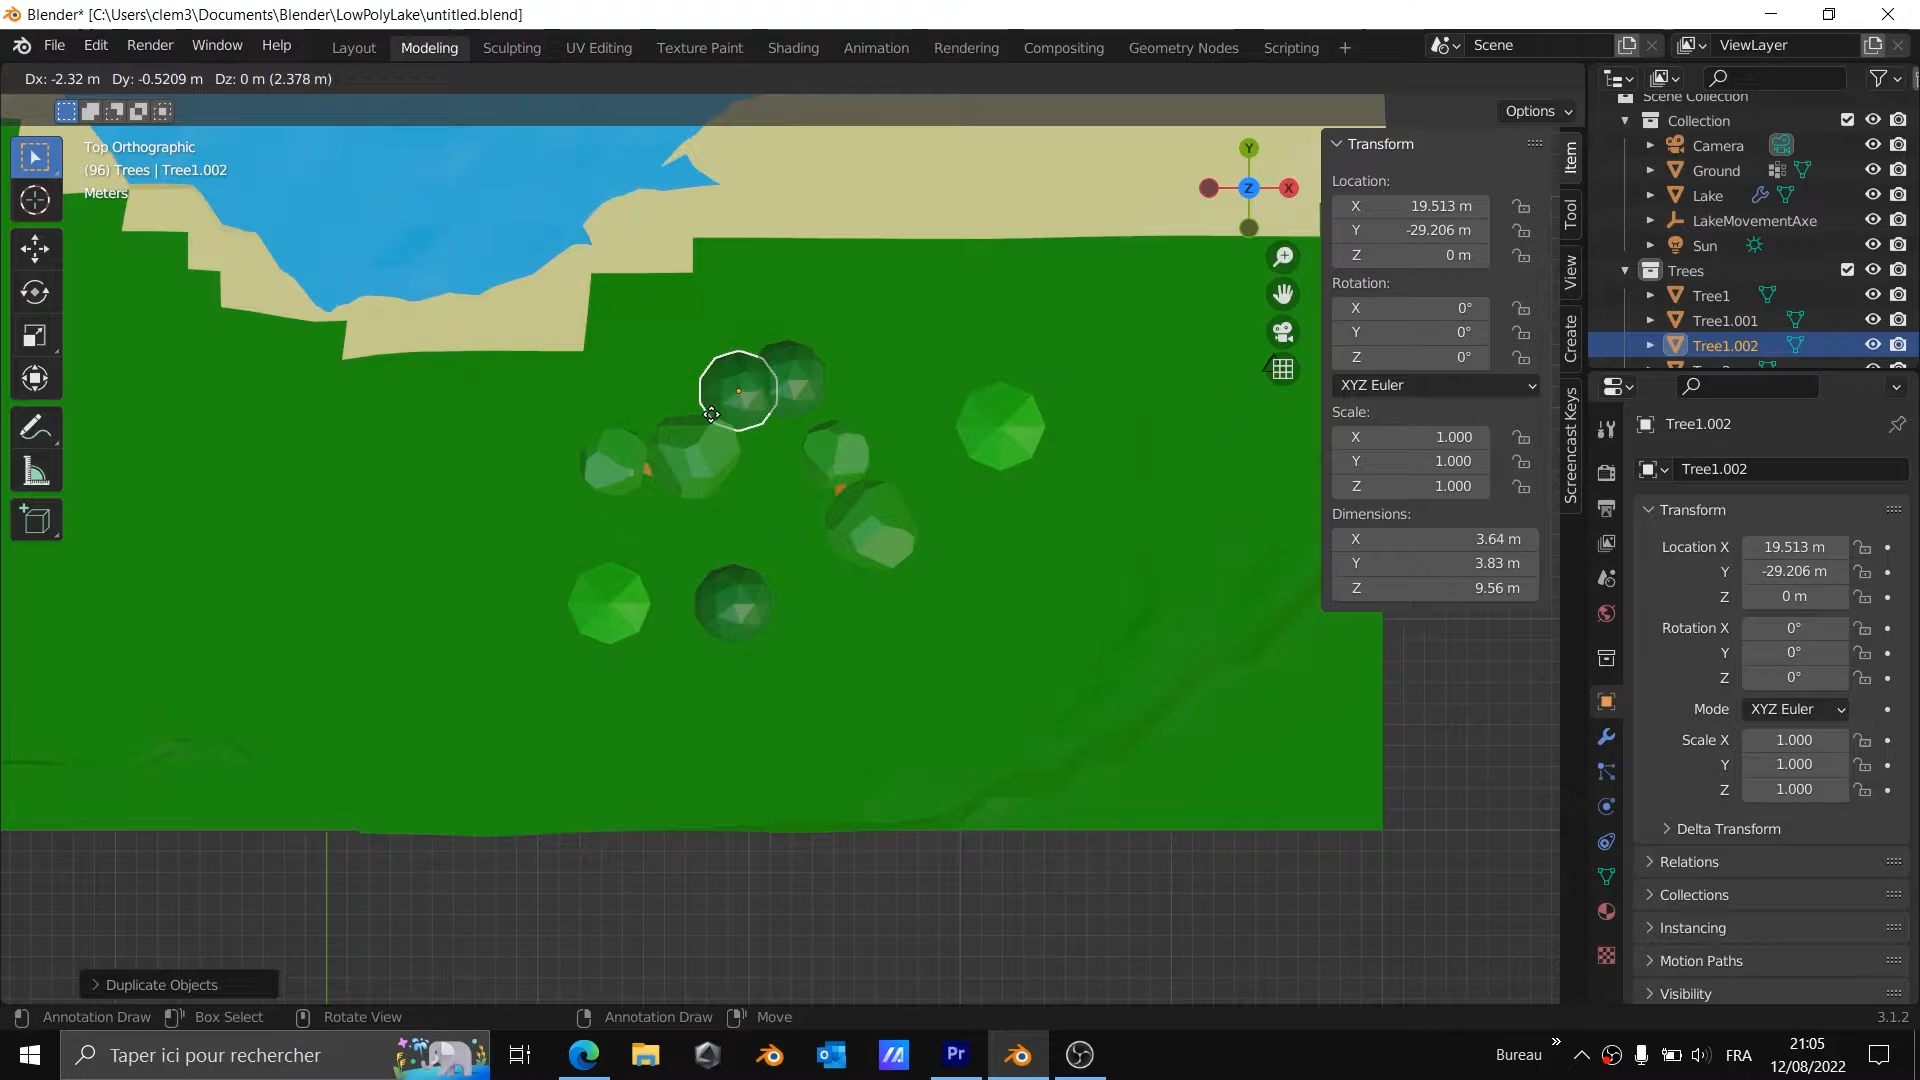 Blender* [C:\Users\clem3\Documents\Blender\LowPolyLake\untitled.blend]
File Edit Render Window Help Layout Modeling Sculpting UV Editing Texture Paint Shading Animation Rendering Compositing Geometry Nodes Scripting + Scene ViewLayer
Dx: -2.32 m Dy: -0.5209 m Dz: 0 m (2.378 m)
Options
Top Orthographic
(96) Trees | Tree1.002
Meters
Y
X
Z
Transform
Location:
X 19.513 m
Y -29.206 m
Z 0 m
Rotation:
X 0°
Y 0°
Z 0°
XYZ Euler
Scale:
X 1.000
Y 1.000
Z 1.000
Dimensions:
X 3.64 m
Y 3.83 m
Z 9.56 m
Item
Tool
View
Create
Screencast Keys
Scene Collection
Collection
Camera
Ground
Lake
LakeMovementAxe
Sun
Trees
Tree1
Tree1.001
Tree1.002
Tree1.002
Tree1.002
Transform
Location X 19.513 m
Y -29.206 m
Z 0 m
Rotation X 0°
Y 0°
Z 0°
Mode XYZ Euler
Scale X 1.000
Y 1.000
Z 1.000
Delta Transform
Relations
Collections
Instancing
Motion Paths
Visibility
Duplicate Objects
Annotation Draw Box Select Rotate View Annotation Draw Move 3.1.2
Taper ici pour rechercher
Pr
Bureau
FRA
21:05
12/08/2022